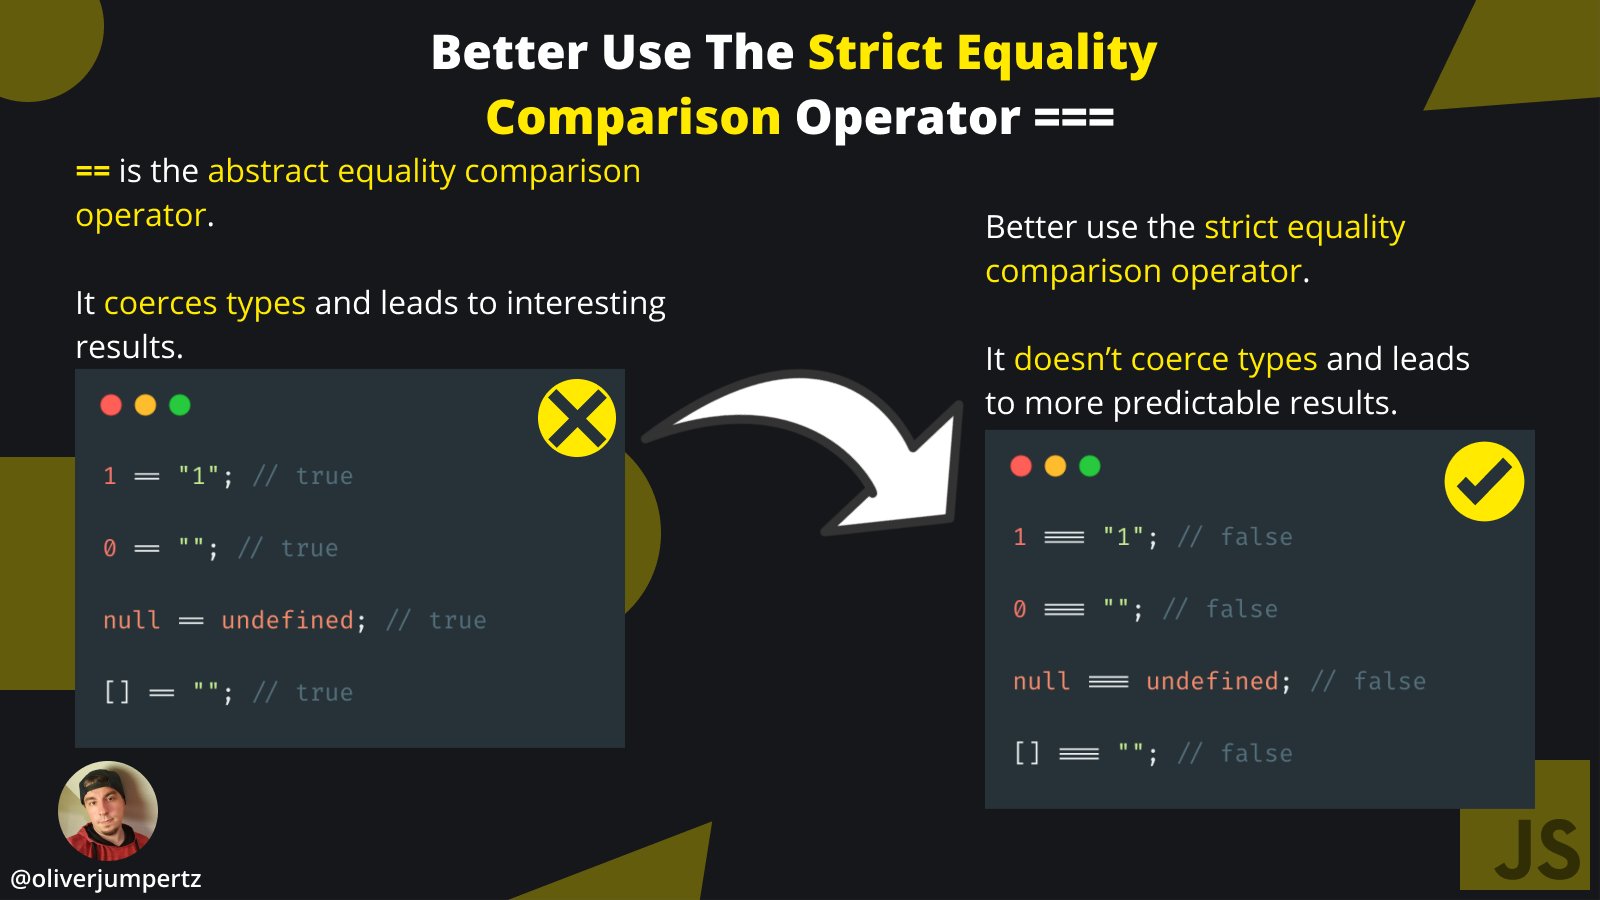 Better Use The Strict Equality
Comparison Operator ===
== is the abstract equality comparison
operator.
It coerces types and leads to interesting
results.
1 == "1"; // true
0 == ""; // true
null == undefined; // true
[] == ""; // true
Better use the strict equality
comparison operator.
It doesn’t coerce types and leads
to more predictable results.
1 === "1"; // false
0 === ""; // false
null === undefined; // false
[] === ""; // false
@oliverjumpertz
JS